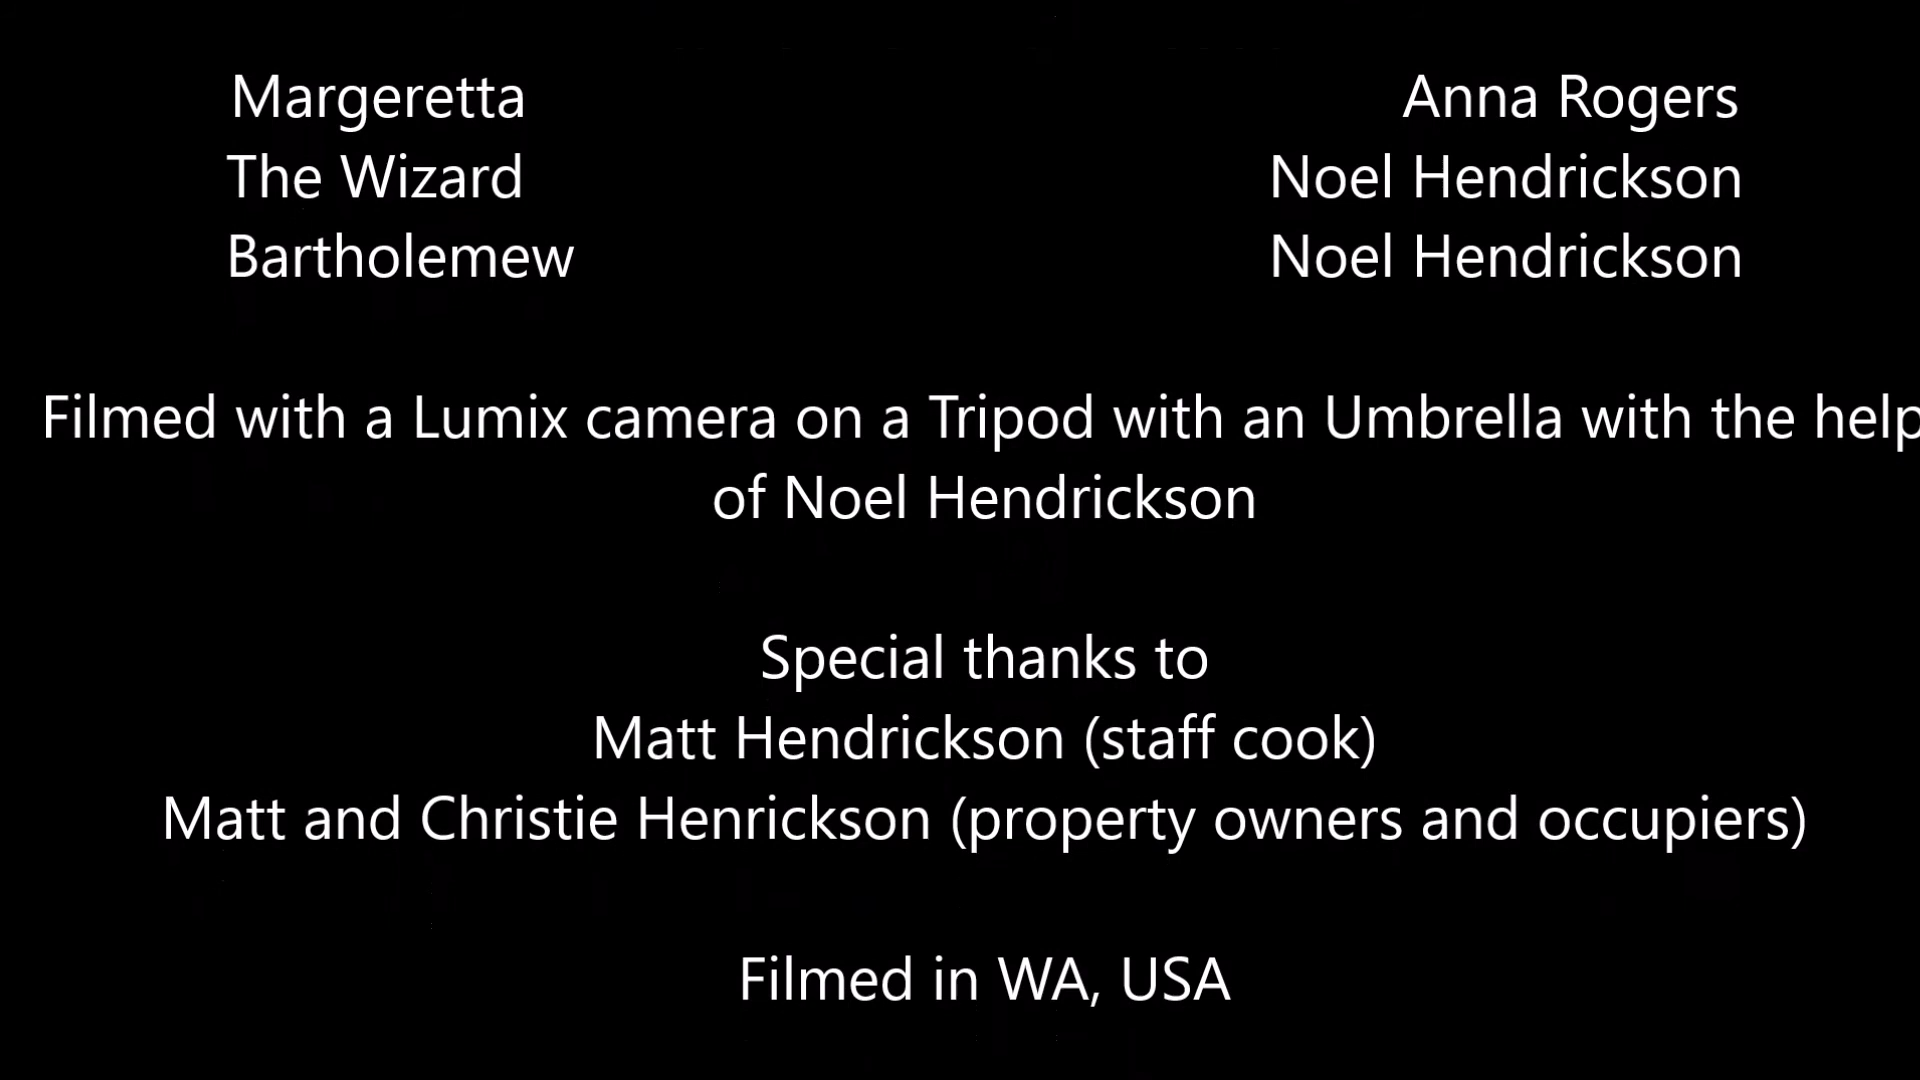 Margeretta Anna Rogers
The Wizard Noel Hendrickson
Bartholemew Noel Hendrickson
Filmed with a Lumix camera on a Tripod with an Umbrella with the help
of Noel Hendrickson
Special thanks to
Matt Hendrickson (staff cook)
Matt and Christie Henrickson (property owners and occupiers)
Filmed in WA, USA